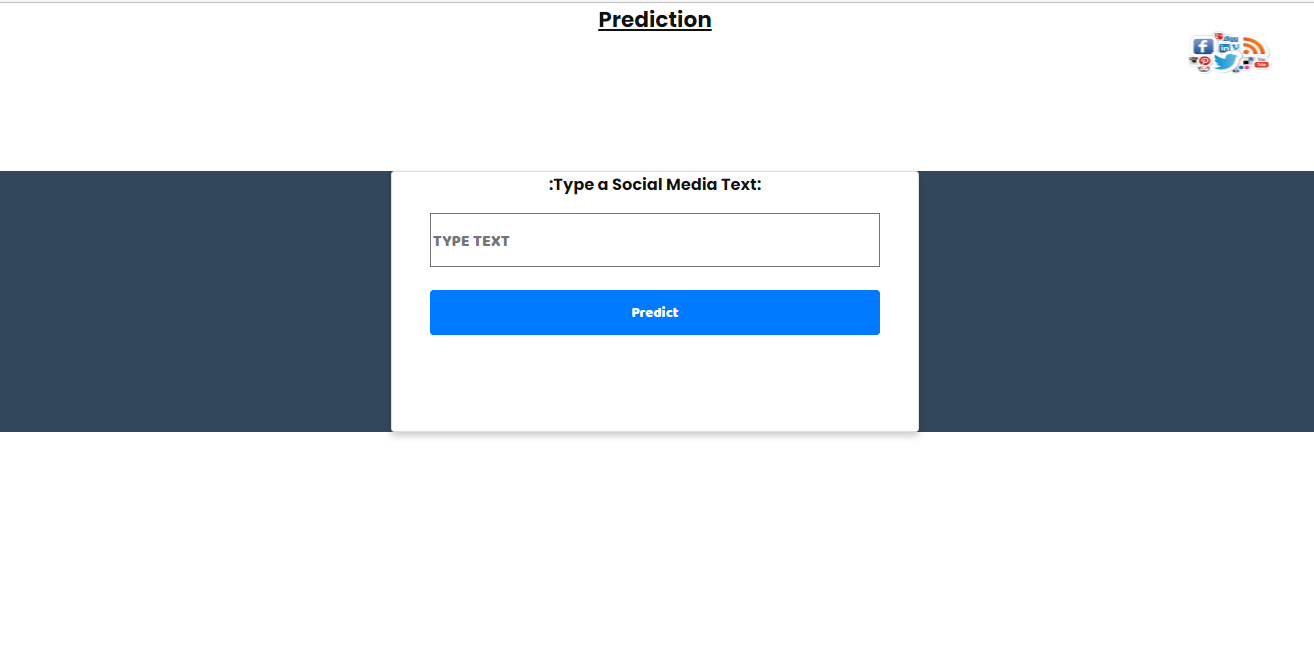 Prediction
:Type a Social Media Text:
TYPE TEXT
Predict